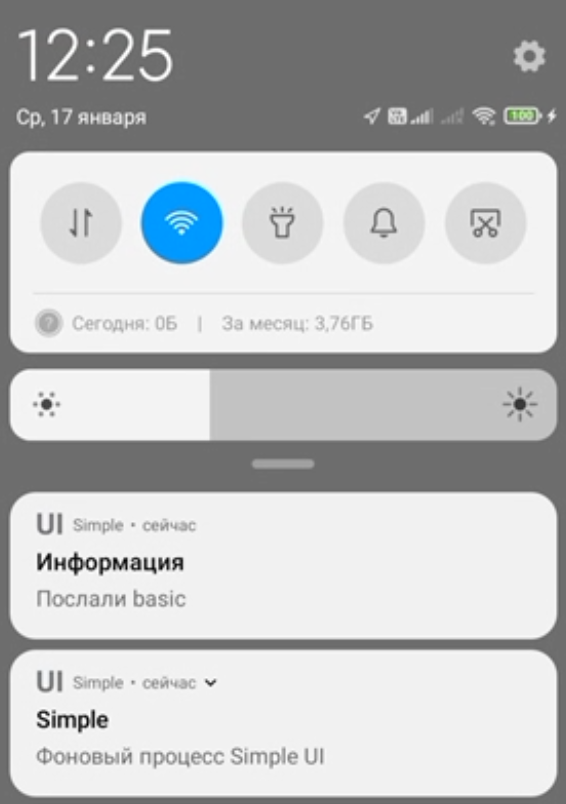 12:25
Ср, 17 января
100
Сегодня: 0Б | За месяц: 3,76ГБ
UI Simple • сейчас
Информация
Послали basic
UI Simple • сейчас
Simple
Фоновый процесс Simple UI